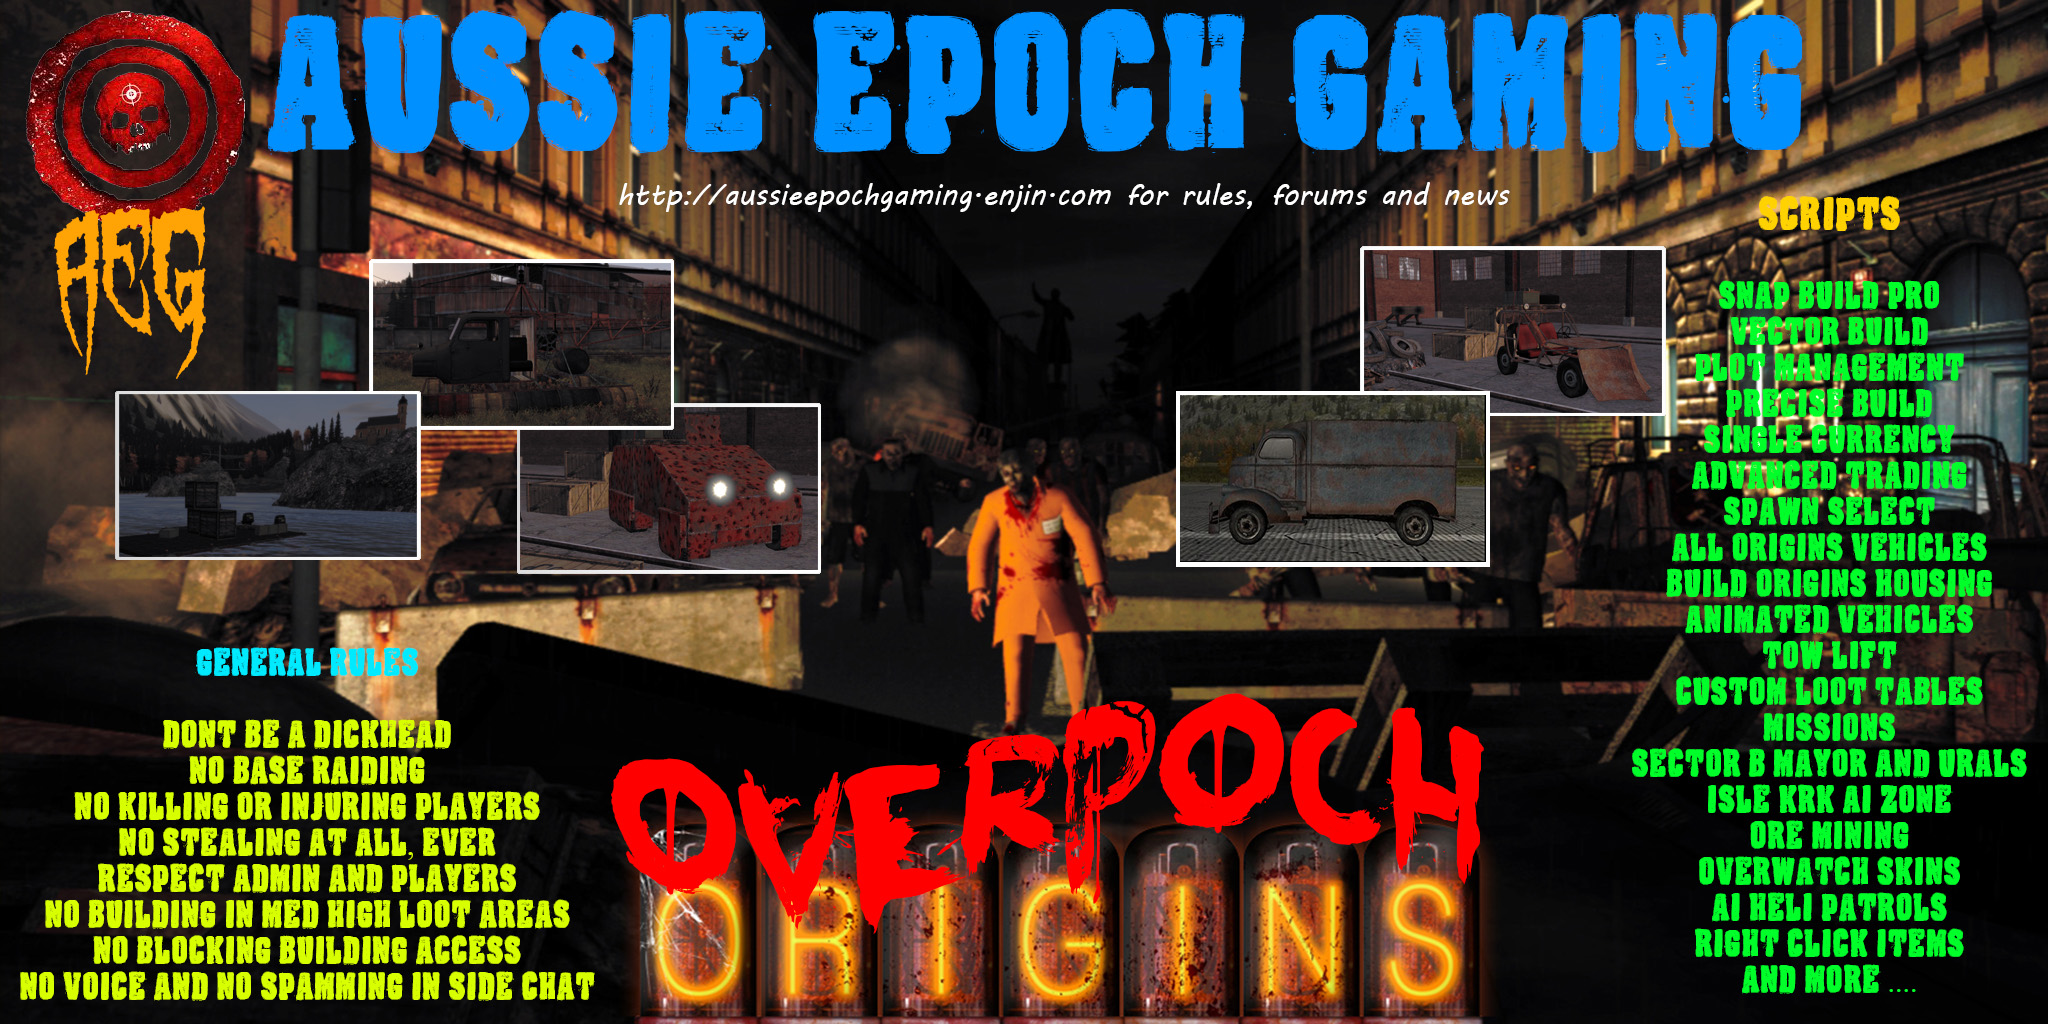 AUSSIE EPOCH GAMING
AEG
http://aussieepochgaming.enjin.com for rules, forums and news
SCRIPTS
SNAP BUILD PRO
VECTOR BUILD
PLOT MANAGEMENT
PRECISE BUILD
SINGLE CURRENCY
ADVANCED TRADING
SPAWN SELECT
ALL ORIGINS VEHICLES
BUILD ORIGINS HOUSING
ANIMATED VEHICLES
TOW LIFT
CUSTOM LOOT TABLES
MISSIONS
SECTOR B MAYOR AND URALS
ISLE KRK AI ZONE
ORE MINING
OVERWATCH SKINS
AI HELI PATROLS
RIGHT CLICK ITEMS
AND MORE ....
GENERAL RULES
DONT BE A DICKHEAD
NO BASE RAIDING
NO KILLING OR INJURING PLAYERS
NO STEALING AT ALL, EVER
RESPECT ADMIN AND PLAYERS
NO BUILDING IN MED HIGH LOOT AREAS
NO BLOCKING BUILDING ACCESS
NO VOICE AND NO SPAMMING IN SIDE CHAT
OVERPOCH
ORIGINS